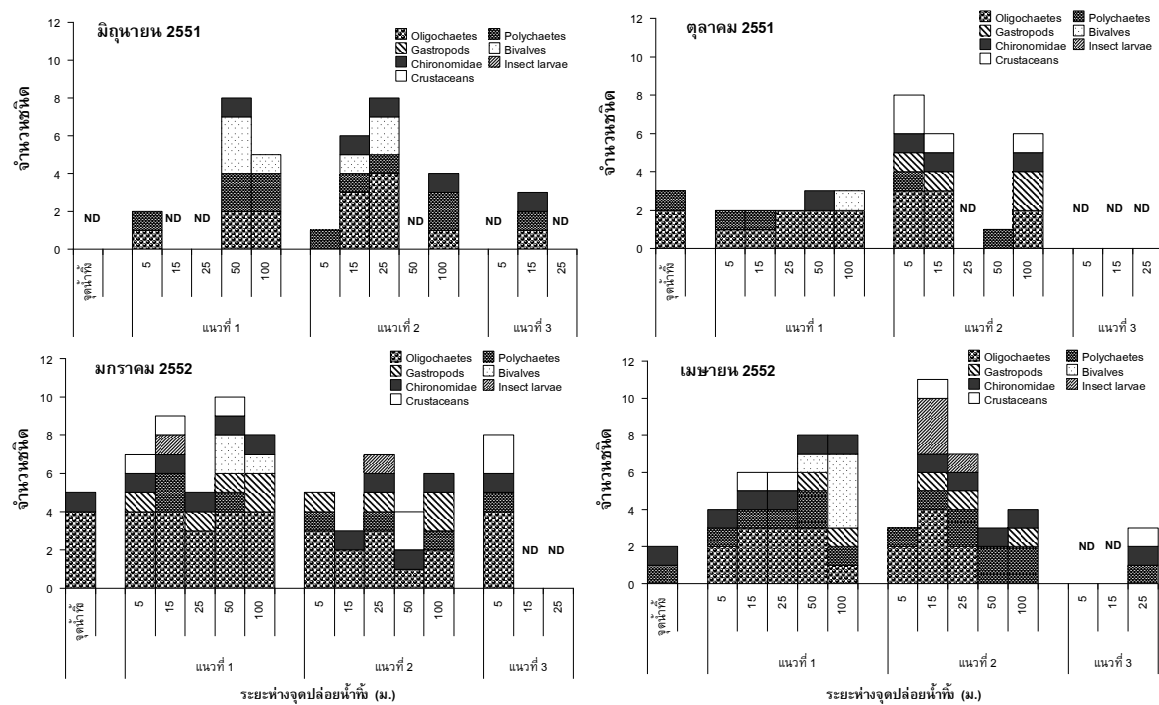 มิถุนายน 2551
Oligochaetes Polychaetes
Gastropods Bivalves
Chironomidae Insect larvae
Crustaceans
จำนวนชนิด
12
10
8
6
4
2
0
ND ND ND ND ND ND
จุดน้ำทิ้ง 5 15 25 50 100 5 15 25 50 100 5 15 25
แนวที่ 1 แนวเที่ 2 แนวที่ 3
ตุลาคม 2551
Oligochaetes Polychaetes
Gastropods Bivalves
Chironomidae Insect larvae
Crustaceans
จำนวนชนิด
12
10
8
6
4
2
0
ND ND ND ND
จุดน้ำทิ้ง 5 15 25 50 100 5 15 25 50 100 5 15 25
แนวที่ 1 แนวที่ 2 แนวที่ 3
มกราคม 2552
Oligochaetes Polychaetes
Gastropods Bivalves
Chironomidae Insect larvae
Crustaceans
จำนวนชนิด
12
10
8
6
4
2
0
ND ND
จุดน้ำทิ้ง 5 15 25 50 100 5 15 25 50 100 5 15 25
แนวที่ 1 แนวที่ 2 แนวที่ 3
เมษายน 2552
Oligochaetes Polychaetes
Gastropods Bivalves
Chironomidae Insect larvae
Crustaceans
จำนวนชนิด
12
10
8
6
4
2
0
ND ND
จุดน้ำทิ้ง 5 15 25 50 100 5 15 25 50 100 5 15 25
แนวที่ 1 แนวที่ 2 แนวที่ 3
ระยะห่างจุดปล่อยน้ำทิ้ง (ม.)
ระยะห่างจุดปล่อยน้ำทิ้ง (ม.)